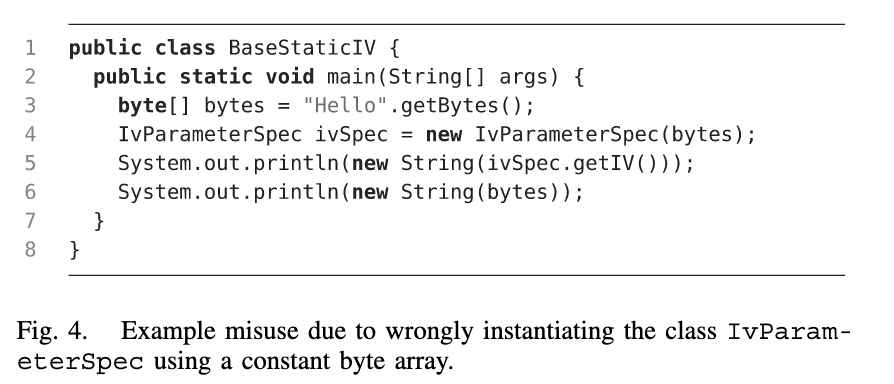 1 public class BaseStaticIV {
2 public static void main(String[] args) {
3 byte[] bytes = "Hello".getBytes();
4 IvParameterSpec ivSpec = new IvParameterSpec(bytes);
5 System.out.println(new String(ivSpec.getIV()));
6 System.out.println(new String(bytes));
7 }
8 }
Fig. 4. Example misuse due to wrongly instantiating the class IvParam-
eterSpec using a constant byte array.